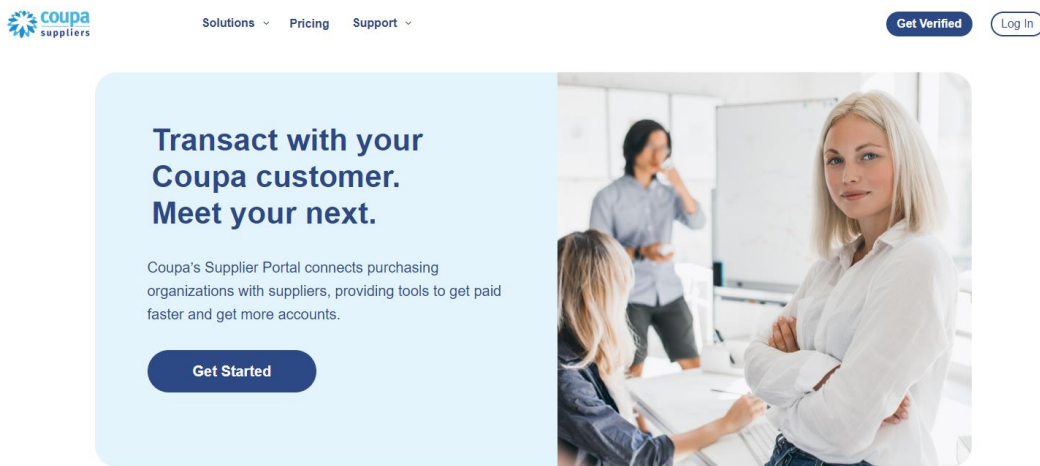 coupa
suppliers
Solutions
Pricing
Support
Get Verified
Log In
Transact with your
Coupa customer.
Meet your next.
Coupa's Supplier Portal connects purchasing
organizations with suppliers, providing tools to get paid
faster and get more accounts.
Get Started